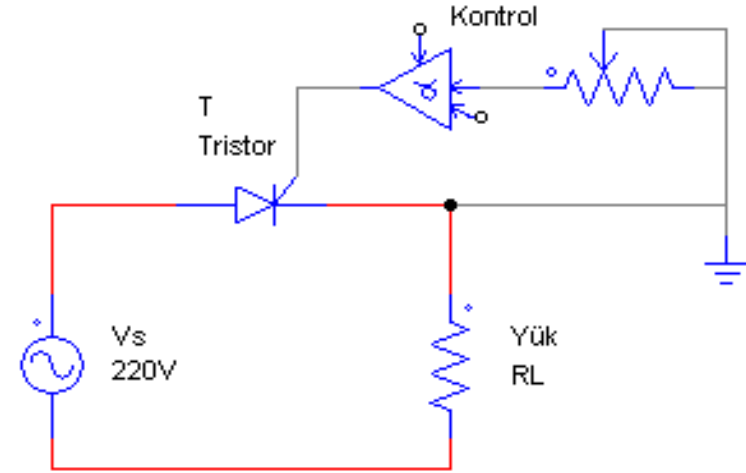 Kontrol
α
T
Tristor
Vs
220V
Yük
RL